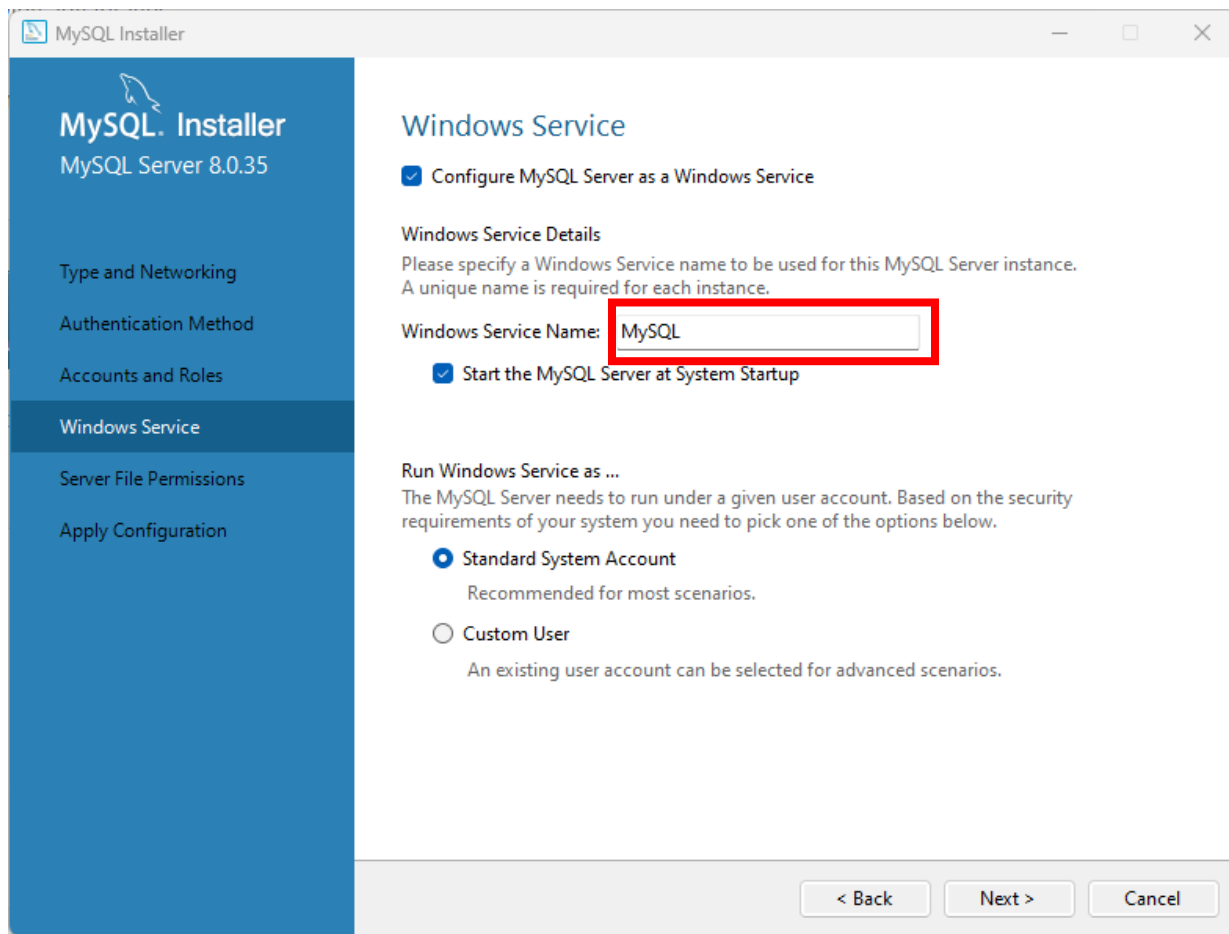 MySQL Installer
MySQL. Installer
MySQL Server 8.0.35
Type and Networking
Authentication Method
Accounts and Roles
Windows Service
Server File Permissions
Apply Configuration
Windows Service
Configure MySQL Server as a Windows Service
Windows Service Details
Please specify a Windows Service name to be used for this MySQL Server instance.
A unique name is required for each instance.
Windows Service Name: MySQL
Start the MySQL Server at System Startup
Run Windows Service as ...
The MySQL Server needs to run under a given user account. Based on the security
requirements of your system you need to pick one of the options below.
Standard System Account
Recommended for most scenarios.
Custom User
An existing user account can be selected for advanced scenarios.
< Back Next > Cancel